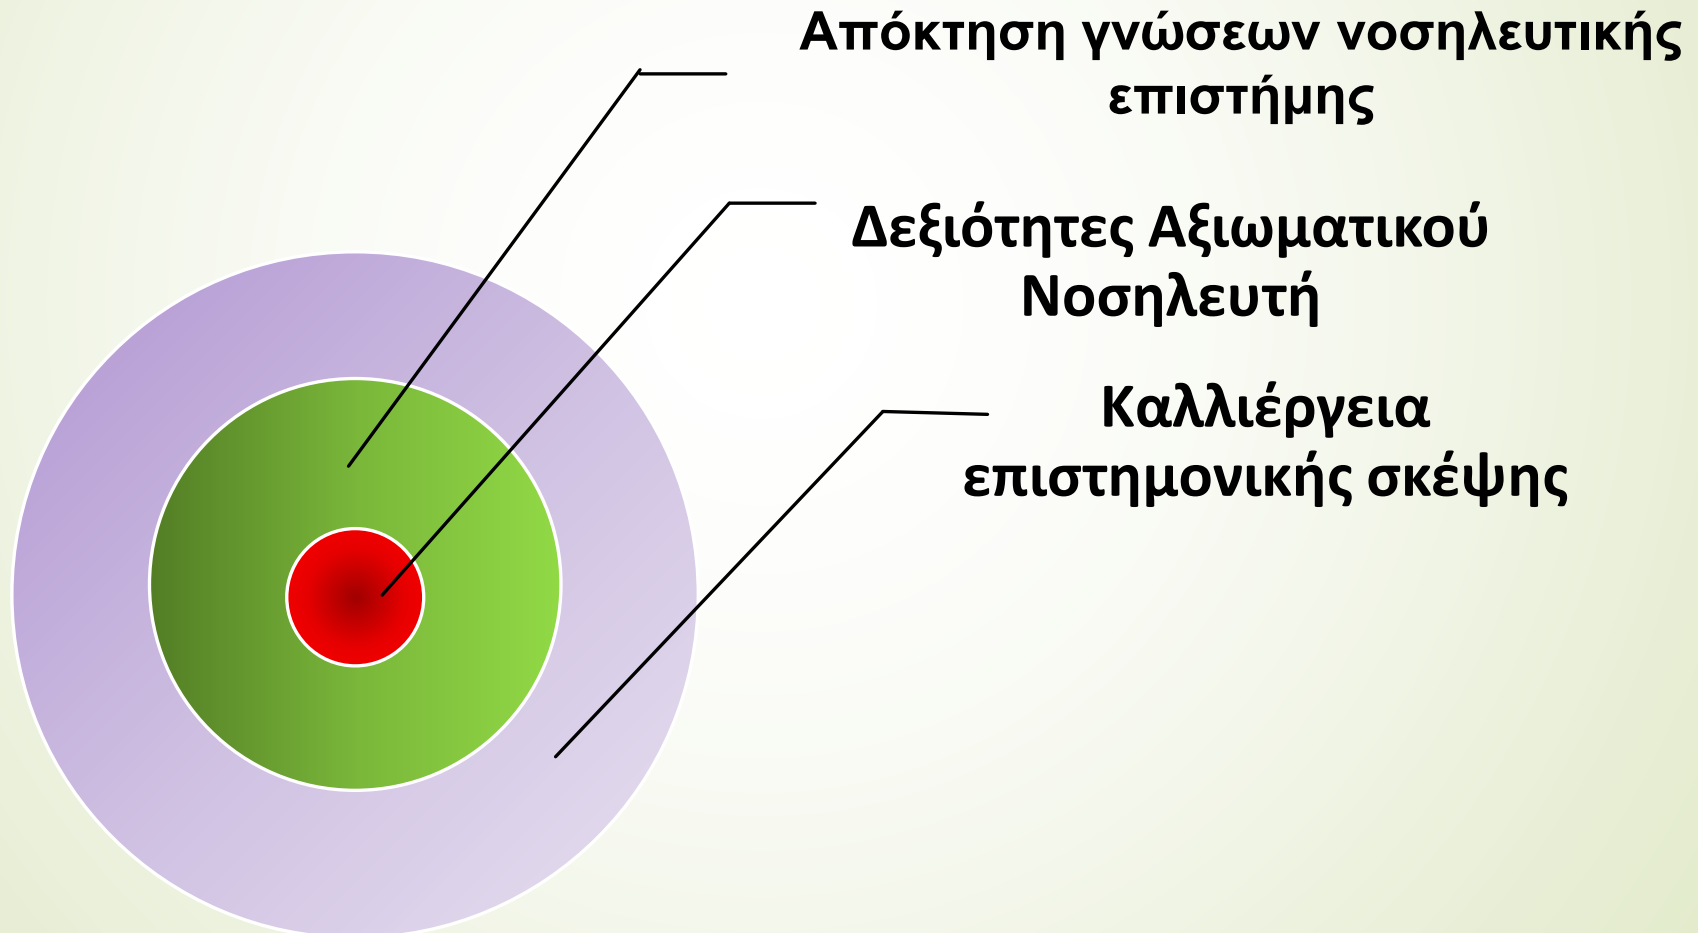 Απόκτηση γνώσεων νοσηλευτικής
επιστήμης
Δεξιότητες Αξιωματικού
Νοσηλευτή
Καλλιέργεια
επιστημονικής σκέψης